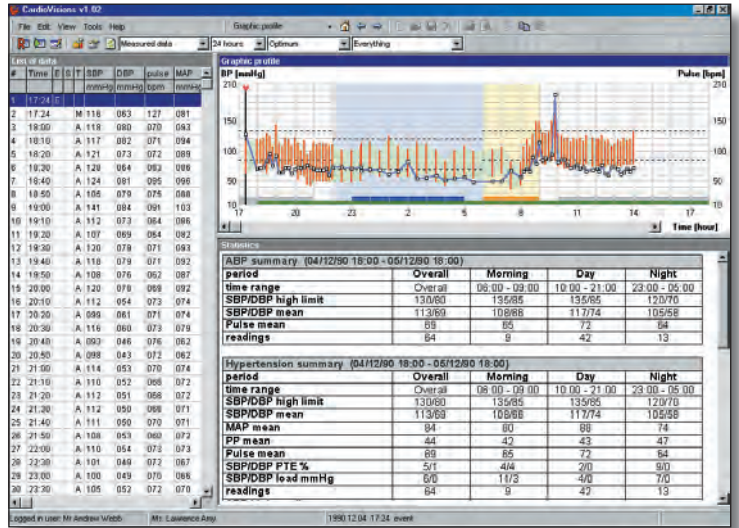 CardioVisions v1.02
File Edit View Tools Help Graphic profile
Measured data 24 hours Optimum Everything
List of data
# Time E S T SBP DBP pulse MAP
mmHg mmHg bpm mmHg
1 17:24 E
2 17:24 M 116 063 127 081
3 18:00 A 118 080 070 093
4 18:10 A 117 082 071 094
5 18:20 A 121 073 072 089
6 18:30 A 128 064 083
7 18:40 A 124 081 095
8 18:50 A 106 079 075 088
9 19:00 A 141 084 091 103
10 19:10 A 112 073 064 086
11 19:20 A 107 069 064 082
12 19:30 A 120 079 071 093
13 19:40 A 118 079 071 092
14 19:50 A 108 076 062 087
15 20:00 A 120 078 069 092
16 20:10 A 112 054 073 074
17 20:20 A 099 061 071 074
18 20:30 A 116 060 073 079
19 20:40 A 093 046 076 062
20 20:50 A 098 043 072 062
21 21:00 A 114 053 070 074
22 21:10 A 110 052 066 072
23 21:20 A 112 051 066 072
24 21:30 A 112 050 066 071
25 21:40 A 111 050 070 071
26 21:50 A 108 053 060 072
27 22:00 A 110 054 073 073
28 22:30 A 101 049 072 067
29 23:00 A 100 049 070 066
30 23:30 A 105 052 072 070
Graphic profile
BP [mmHg] Pulse [bpm]
210 210
150 150
100 100
50 50
10 10
17 20 23 2 5 8 11 14 17
Time [hour]
Statistics
ABP summary (04/12/90 18:00 - 05/12/90 18:00)
period Overall Morning Day Night
time range Overall 06:00 - 09:00 10:00 - 21:00 23:00 - 05:00
SBP/DBP high limit 130/80 135/85 135/85 120/70
SBP/DBP mean 113/69 108/66 117/74 105/58
Pulse mean 69 65 72 64
readings 64 9 42 13
Hypertension summary (04/12/90 18:00 - 05/12/90 18:00)
period Overall Morning Day Night
time range Overall 06:00 - 09:00 10:00 - 21:00 23:00 - 05:00
SBP/DBP high limit 130/80 135/85 135/85 120/70
SBP/DBP mean 113/69 108/66 117/74 105/58
MAP mean 84 80 88 74
PP mean 44 42 43 47
Pulse mean 69 65 72 64
SBP/DBP PTE % 5/1 4/4 2/0 9/0
SBP/DBP load mmHg 6/0 11/3 4/0 7/0
readings 64 9 42 13
Logged in user: Mr Andrew Webb Mr. Lawrence Amy 1990 12 04 17:24 event